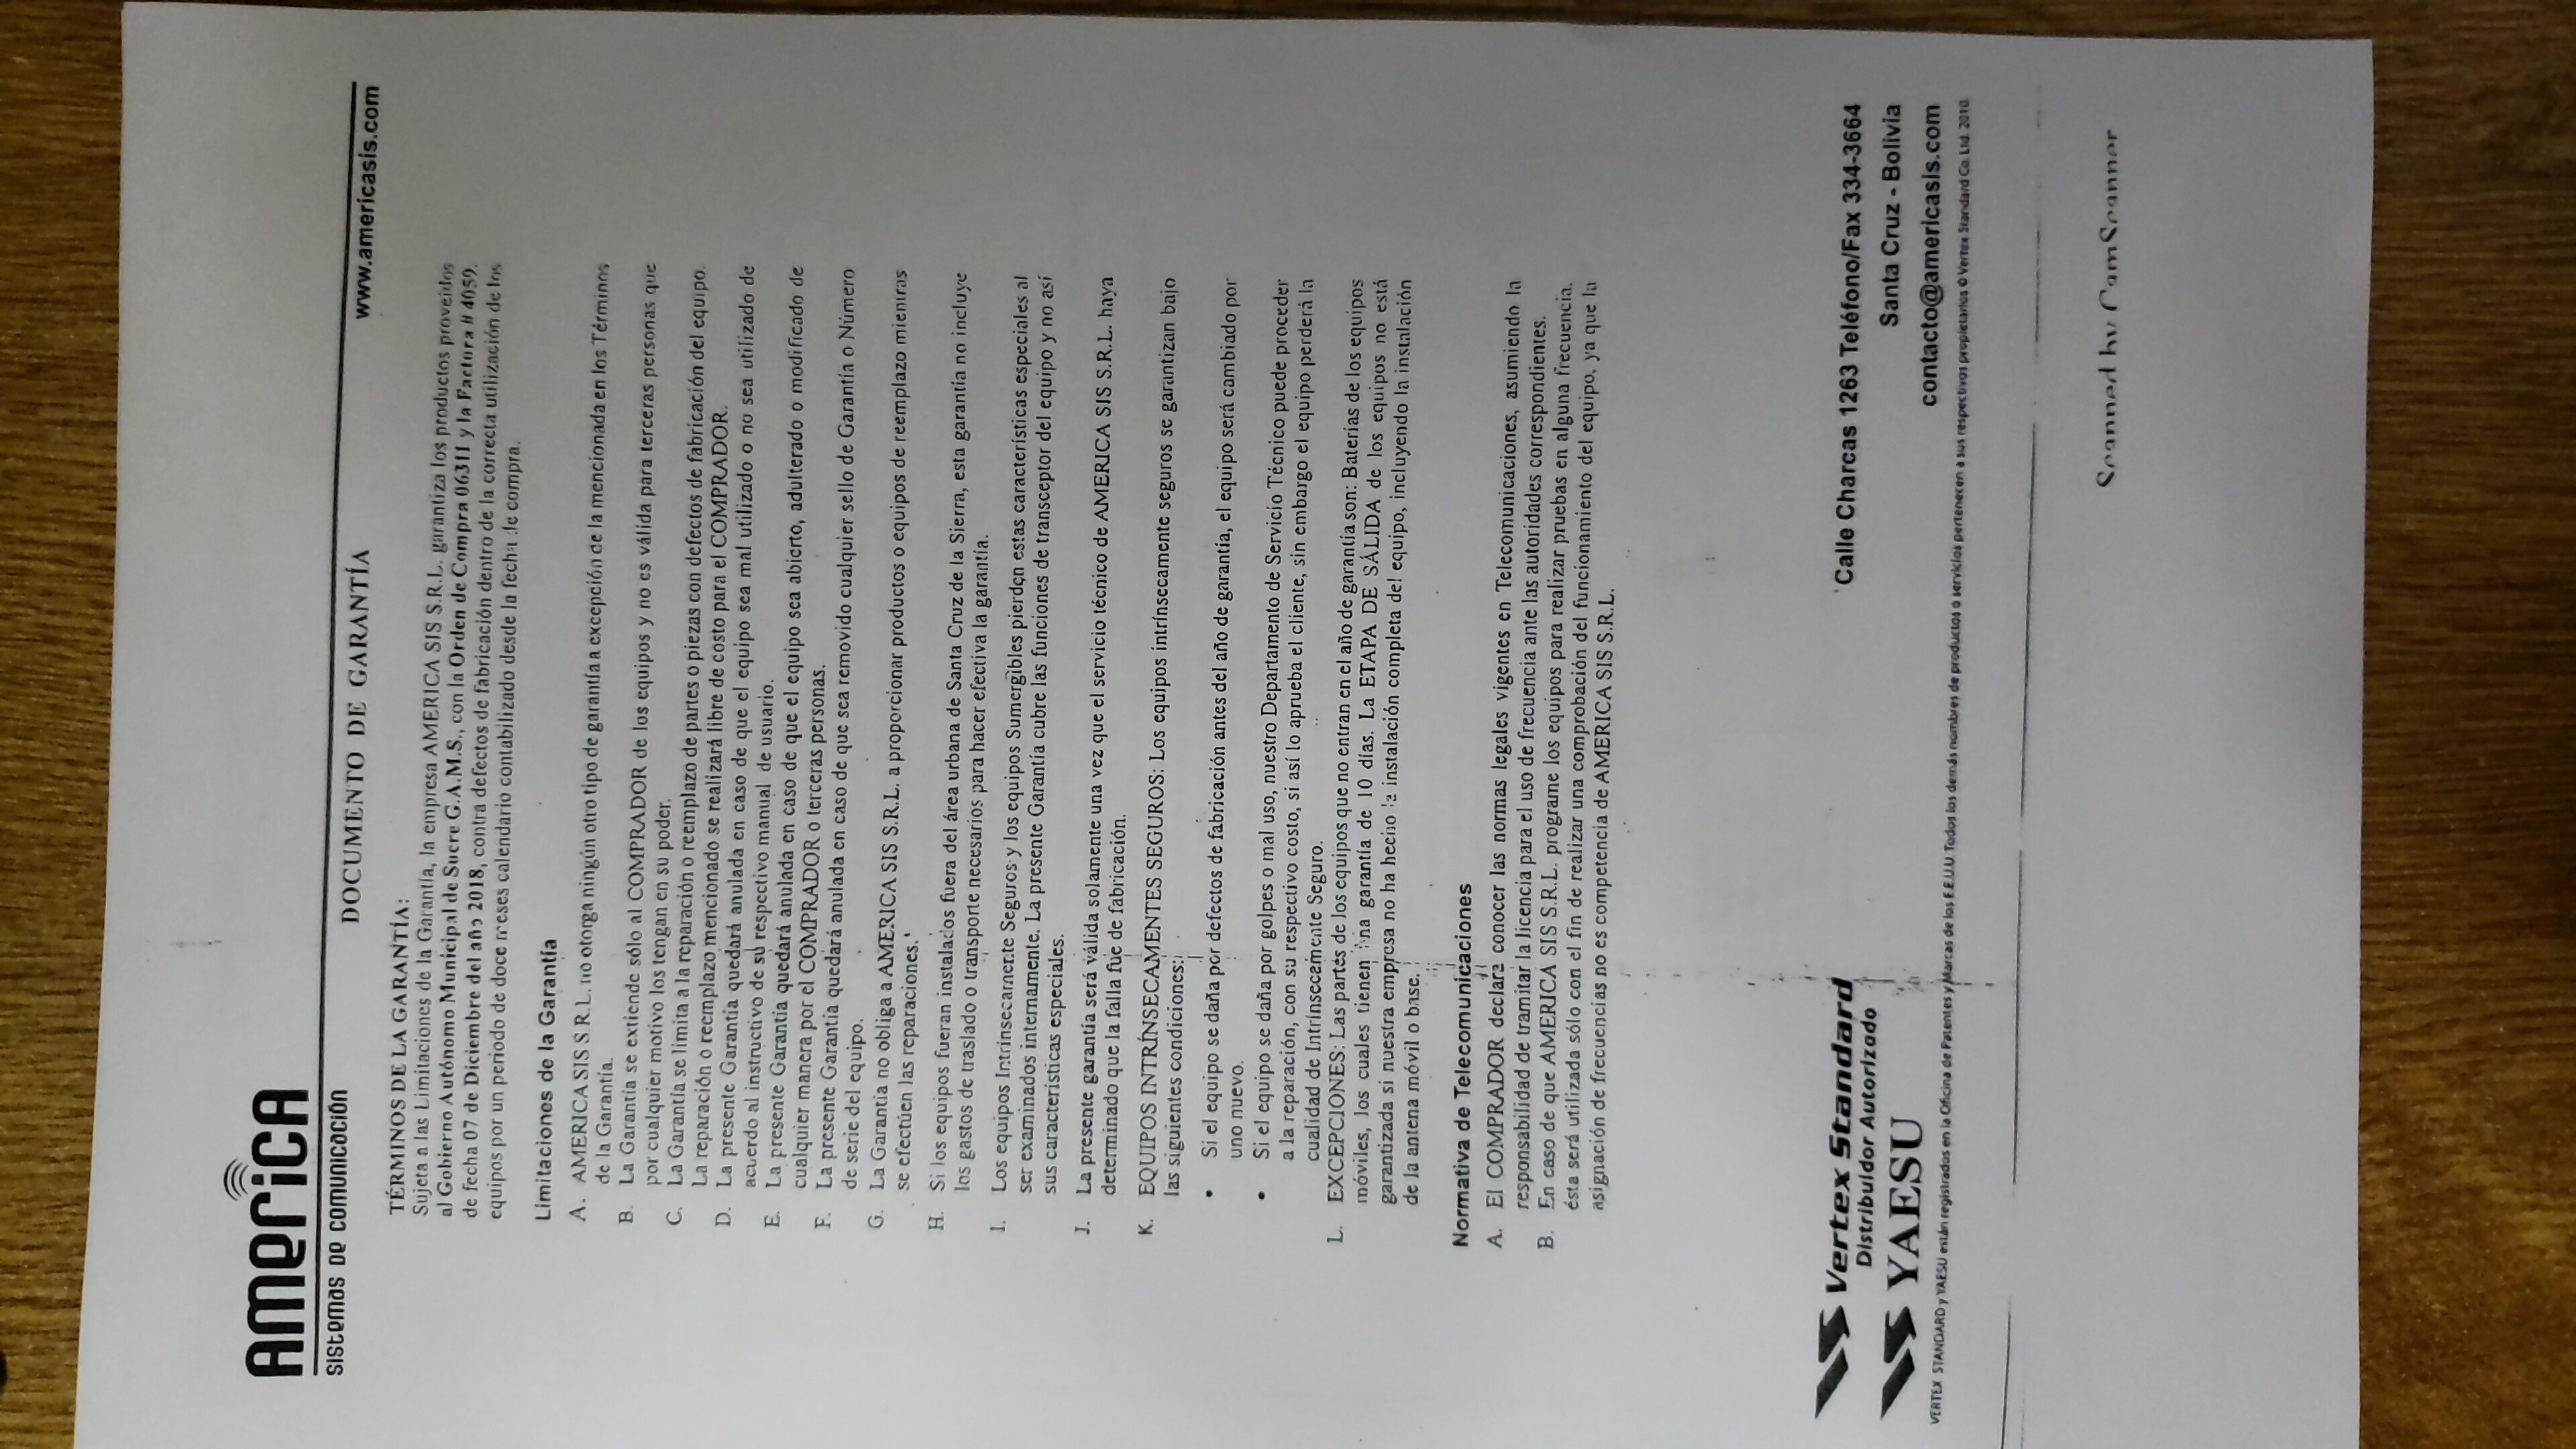 AMERICA
SISTEMAS DE COMUNICACIÓN
www.americasis.com
DOCUMENTO DE GARANTÍA
TÉRMINOS DE LA GARANTÍA:
Sujeta a las Limitaciones de la Garantía, la empresa AMERICA SIS S.R.L. garantiza los productos proveidos
al Gobierno Autónomo Municipal de Sucre G.A.M.S., con la Orden de Compra 06311 y la Factura # 4059.
de fecha 07 de Diciembre del año 2018, contra defectos de fabricación dentro de la correcta utilización de los
equipos por un periodo de doce meses calendario contabilizado desde la fecha de compra.
Limitaciones de la Garantía
A. AMERICA SIS S.R.L. no otorga ningún otro tipo de garantía a excepción de la mencionada en los Términos
de la Garantía.
B. La Garantía se extiende sólo al COMPRADOR de los equipos y no es válida para terceras personas que
por cualquier motivo los tengan en su poder.
C. La Garantía se limita a la reparación o reemplazo de partes o piezas con defectos de fabricación del equipo.
La reparación o reemplazo mencionado se realizará libre de costo para el COMPRADOR.
D. La presente Garantía quedará anulada en caso de que el equipo sea mal utilizado o no sea utilizado de
acuerdo al instructivo de su respectivo manual de usuario.
E. La presente Garantía quedará anulada en caso de que el equipo sea abierto, adulterado o modificado de
cualquier manera por el COMPRADOR o terceras personas.
F. La presente Garantía quedará anulada en caso de que sea removido cualquier sello de Garantía o Número
de serie del equipo.
G. La Garantía no obliga a AMERICA SIS S.R.L. a proporcionar productos o equipos de reemplazo mientras
se efectúen las reparaciones.
H. Si los equipos fueran instalados fuera del área urbana de Santa Cruz de la Sierra, esta garantía no incluye
los gastos de traslado o transporte necesarios para hacer efectiva la garantía.
I. Los equipos Intrínsecamente Seguros y los equipos Sumergibles pierden estas características especiales al
ser examinados internamente. La presente Garantía cubre las funciones de transceptor del equipo y no así
sus características especiales.
J. La presente garantía será válida solamente una vez que el servicio técnico de AMERICA SIS S.R.L. haya
determinado que la falla fue de fabricación.
K. EQUIPOS INTRÍNSECAMENTES SEGUROS: Los equipos intrínsecamente seguros se garantizan bajo
las siguientes condiciones:
• Si el equipo se daña por defectos de fabricación antes del año de garantía, el equipo será cambiado por
uno nuevo.
• Si el equipo se daña por golpes o mal uso, nuestro Departamento de Servicio Técnico puede proceder
a la reparación, con su respectivo costo, si así lo aprueba el cliente, sin embargo el equipo perderá la
cualidad de Intrínsecamente Seguro.
L. EXCEPCIONES: Las partes de los equipos que no entran en el año de garantía son: Baterias de los equipos
móviles, los cuales tienen una garantía de 10 días. La ETAPA DE SÁLIDA de los equipos no está
garantizada si nuestra empresa no ha hecho la instalación completa del equipo, incluyendo la instalación
de la antena móvil o base.
Normativa de Telecomunicaciones
A. El COMPRADOR declara conocer las normas legales vigentes en Telecomunicaciones, asumiendo la
responsabilidad de tramitar la licencia para el uso de frecuencia ante las autoridades correspondientes.
B. En caso de que AMERICA SIS S.R.L. programe los equipos para realizar pruebas en alguna frecuencia.
ésta será utilizada sólo con el fin de realizar una comprobación del funcionamiento del equipo, ya que la
asignación de frecuencias no es competencia de AMERICA SIS S.R.L.
Vertex Standard
Distribuidor Autorizado
YAESU
Calle Charcas 1263 Teléfono/Fax 334-3664
Santa Cruz - Bolivia
contacto@americasis.com
VERTEX STANDARD y YAESU están registrados en la Oficina de Patentes y Marcas de los E.E.U.U. Todos los demás nombres de productos o servicios pertenecen a sus respectivos propietarios © Vertex Standard Co. Ltd. 2010.
Scanned by CamScanner